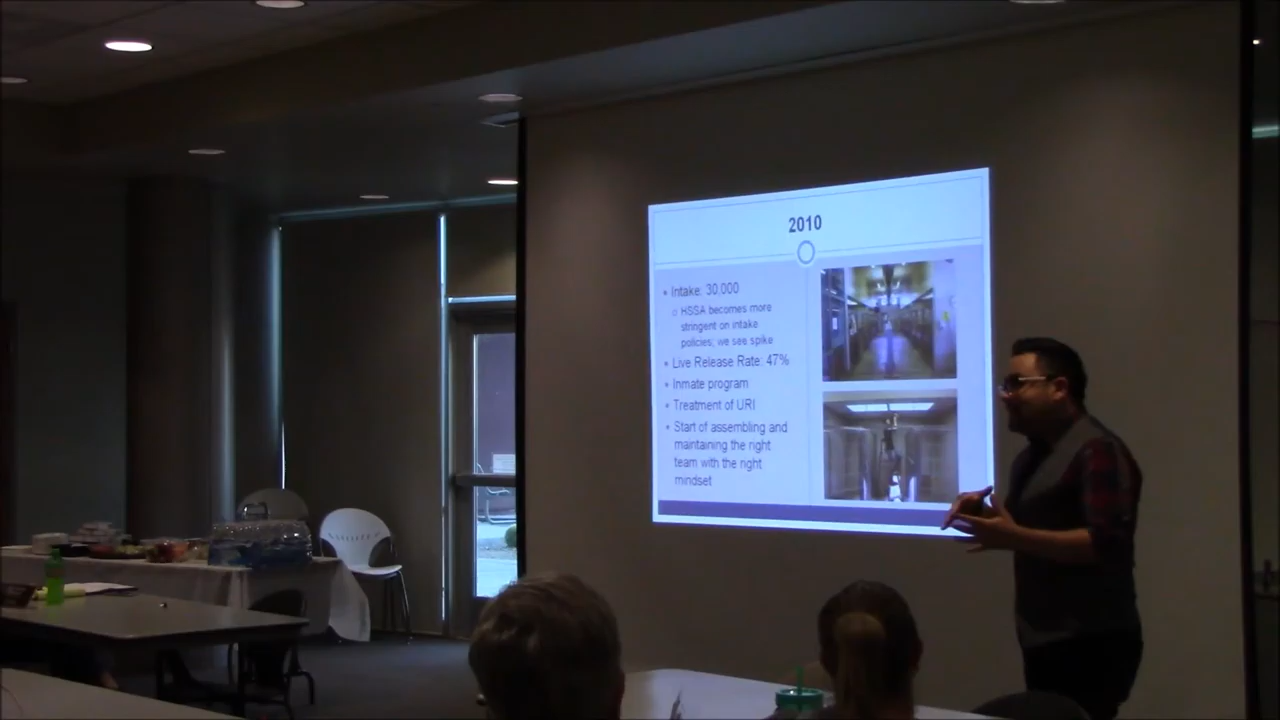 2010
Intake: 30,000
HSSA becomes more
stringent on intake
policies; we see spike
Live Release Rate: 47%
Inmate program
Treatment of URI
Start of assembling and
maintaining the right
team with the right
mindset